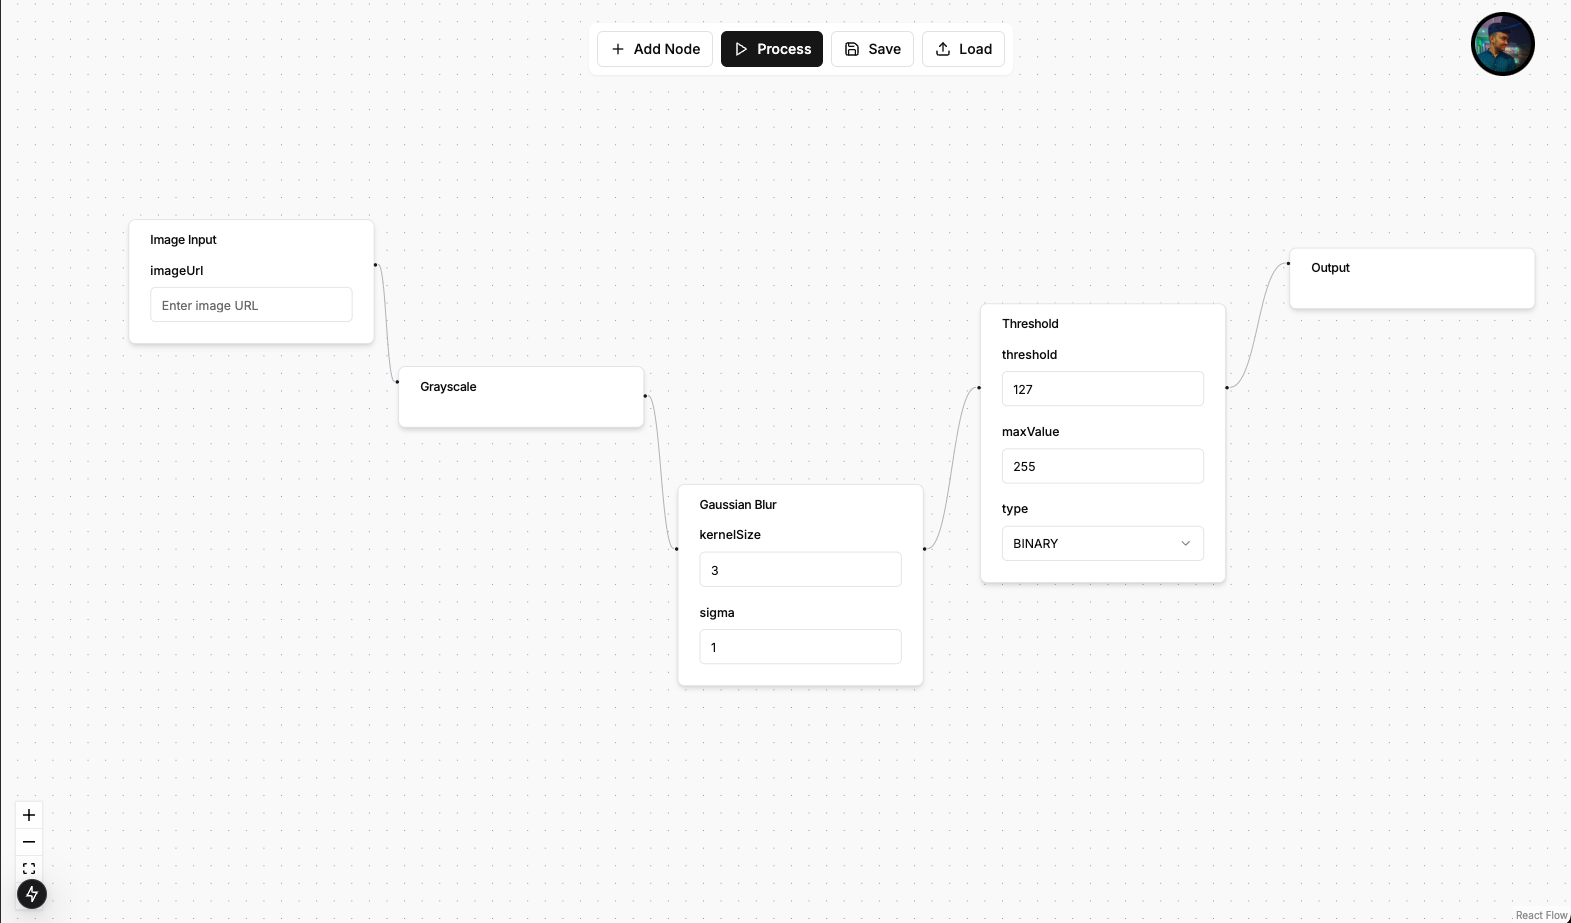 Add Node
Process
Save
Load
Image Input
imageUrl
Enter image URL
Grayscale
Gaussian Blur
kernelSize
3
sigma
1
Threshold
threshold
127
maxValue
255
type
BINARY
Output
React Flow